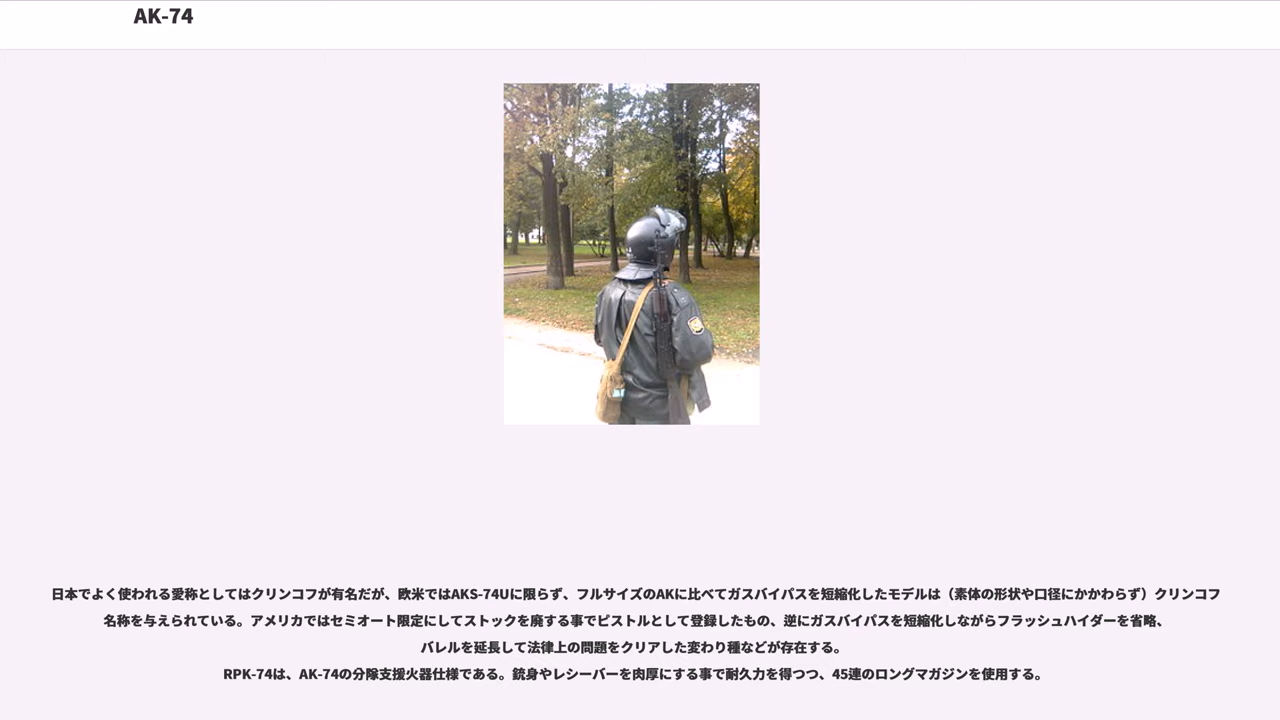 AK-74
日本でよく使われる愛称としてはクリンコフが有名だが、欧米ではAKS-74Uに限らず、フルサイズのAKに比べてガスバイパスを短縮化したモデルは（素体の形状や口径にかかわらず）クリンコフ
名称を与えられている。アメリカではセミオート限定にしてストックを廃する事でピストルとして登録したもの、逆にガスバイパスを短縮化しながらフラッシュハイダーを省略、
バレルを延長して法律上の問題をクリアした変わり種などが存在する。
RPK-74は、AK-74の分隊支援火器仕様である。銃身やレシーバーを肉厚にする事で耐久力を得つつ、45連のロングマガジンを使用する。